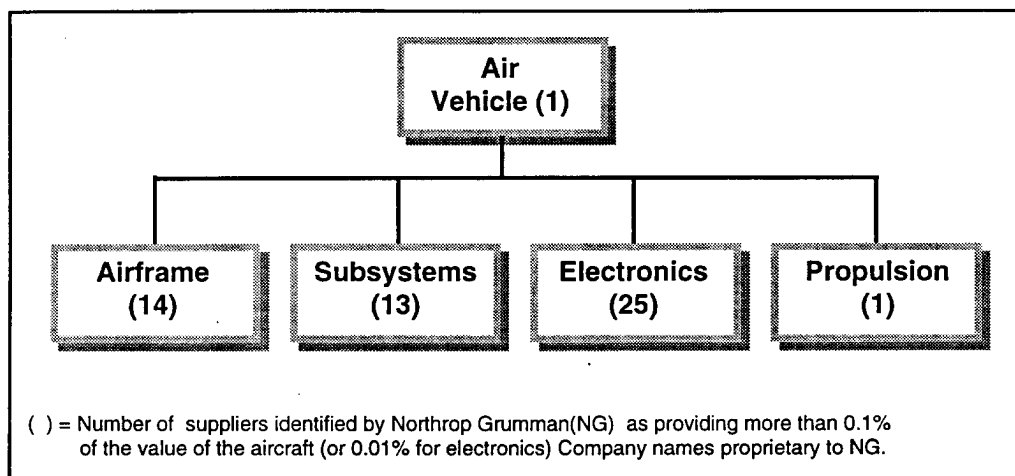 Air
Vehicle (1)
Airframe
(14)
Subsystems
(13)
Electronics
(25)
Propulsion
(1)
( ) = Number of suppliers identified by Northrop Grumman(NG) as providing more than 0.1%
of the value of the aircraft (or 0.01% for electronics) Company names proprietary to NG.